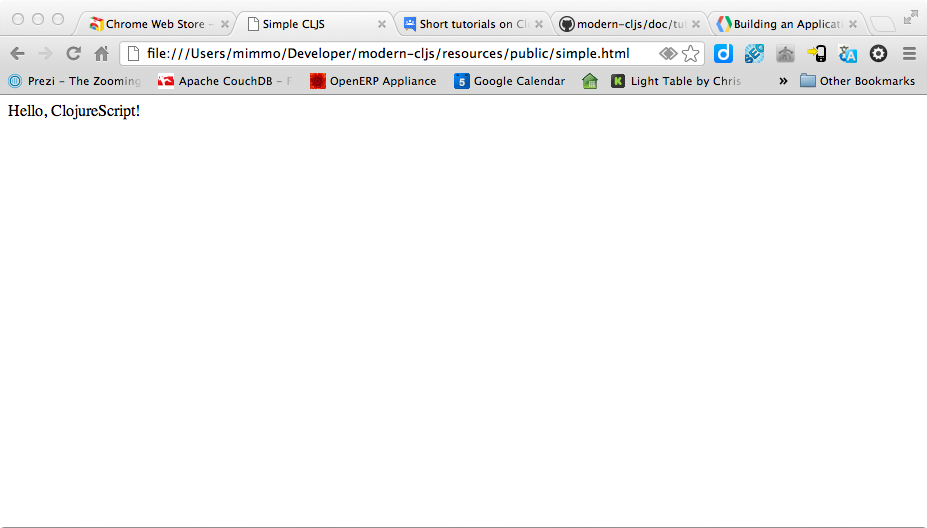 Chrome Web Store - Simple CLJS Short tutorials on Cl modern-cljs/doc/tu Building an Applicat
file:///Users/mimmo/Developer/modern-cljs/resources/public/simple.html
Prezi - The Zooming Apache CouchDB - F 5 OpenERP Appliance Google Calendar K Light Table by Chris » Other Bookmarks
Hello, ClojureScript!